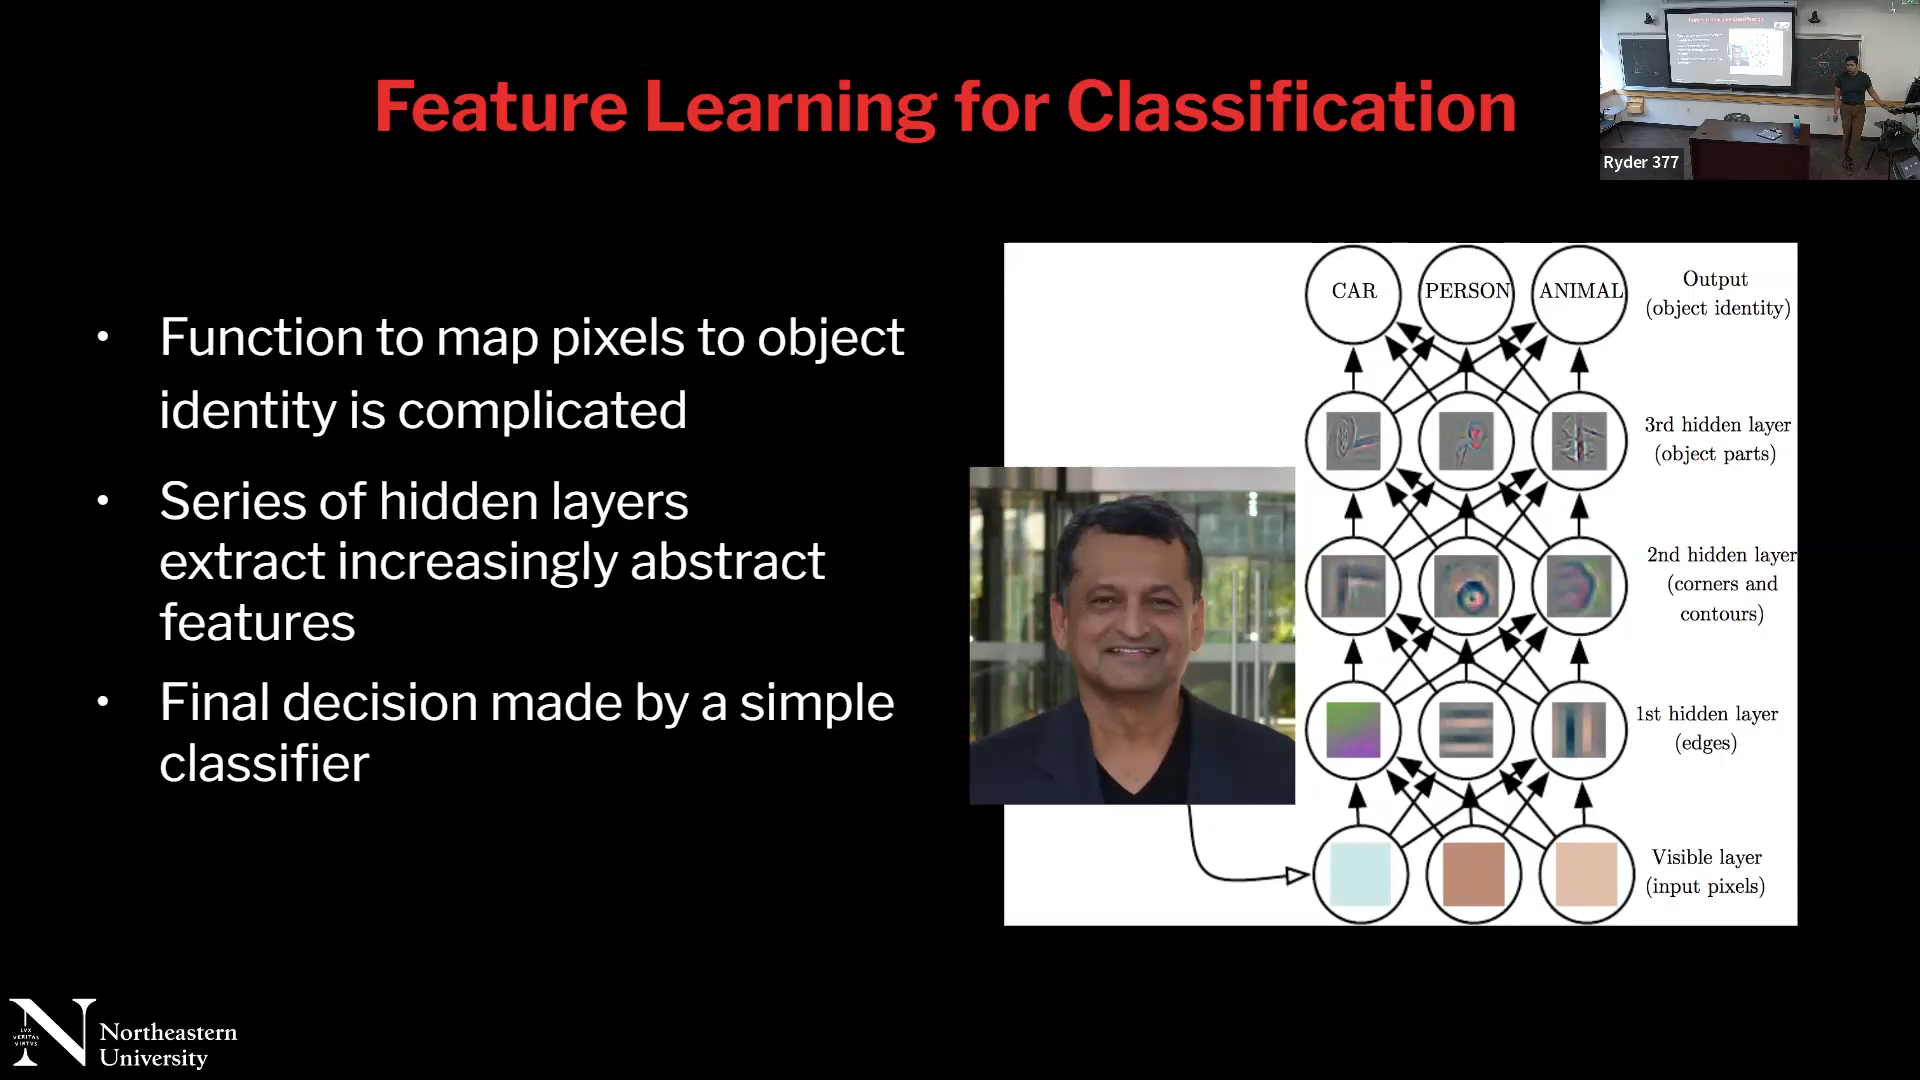 Feature Learning for Classification
Ryder 377
• Function to map pixels to object
identity is complicated
• Series of hidden layers
extract increasingly abstract
features
• Final decision made by a simple
classifier
CAR
PERSON
ANIMAL
Output
(object identity)
3rd hidden layer
(object parts)
2nd hidden layer
(corners and
contours)
1st hidden layer
(edges)
Visible layer
(input pixels)
N
LVX
VERITAS
VIRTVS
Northeastern
University